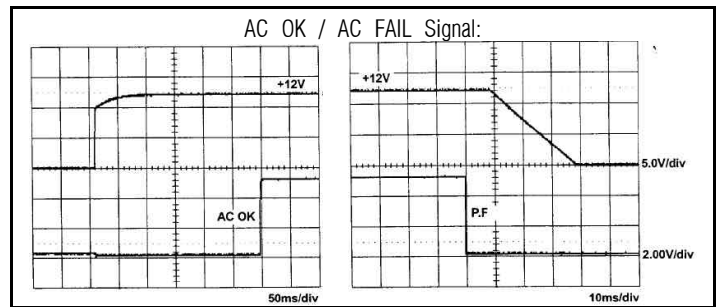 AC OK / AC FAIL Signal:
+12V
AC OK
50ms/div
+12V
P.F
5.0V/div
2.00V/div
10ms/div